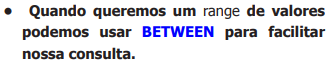 • Quando queremos um range de valores
podemos usar BETWEEN para facilitar
nossa consulta.